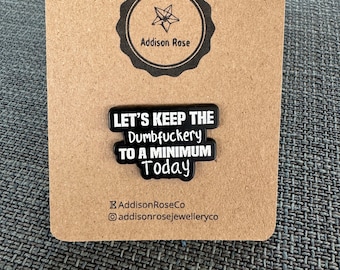 Addison Rose
LET'S KEEP THE
Dumbfuckery
TO A MINIMUM
Today
AddisonRoseCo
addisonrosejewelleryco